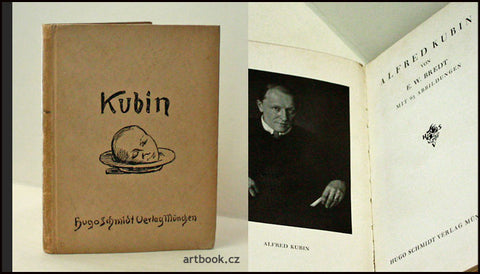 Kubin
Hugo Schmidt Verlag München
artbook.cz
ALFRED KUBIN
ALFRED KUBIN
VON
E. W. BREDT
MIT 95 ABBILDUNGEN
H S
V
HUGO SCHMIDT VERLAG MÜN